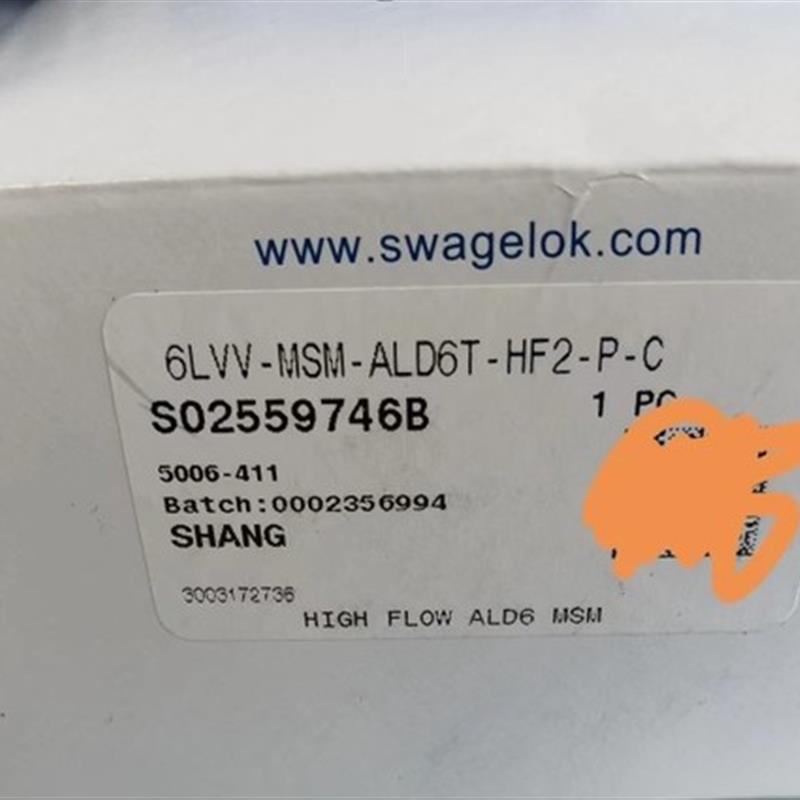 www.swagelok.com
6LVV-MSM-ALD6T-HF2-P-C
S02559746B 1 PC
5006-411
Batch:0002356994
SHANG
3003172736
HIGH FLOW ALD6 MSM